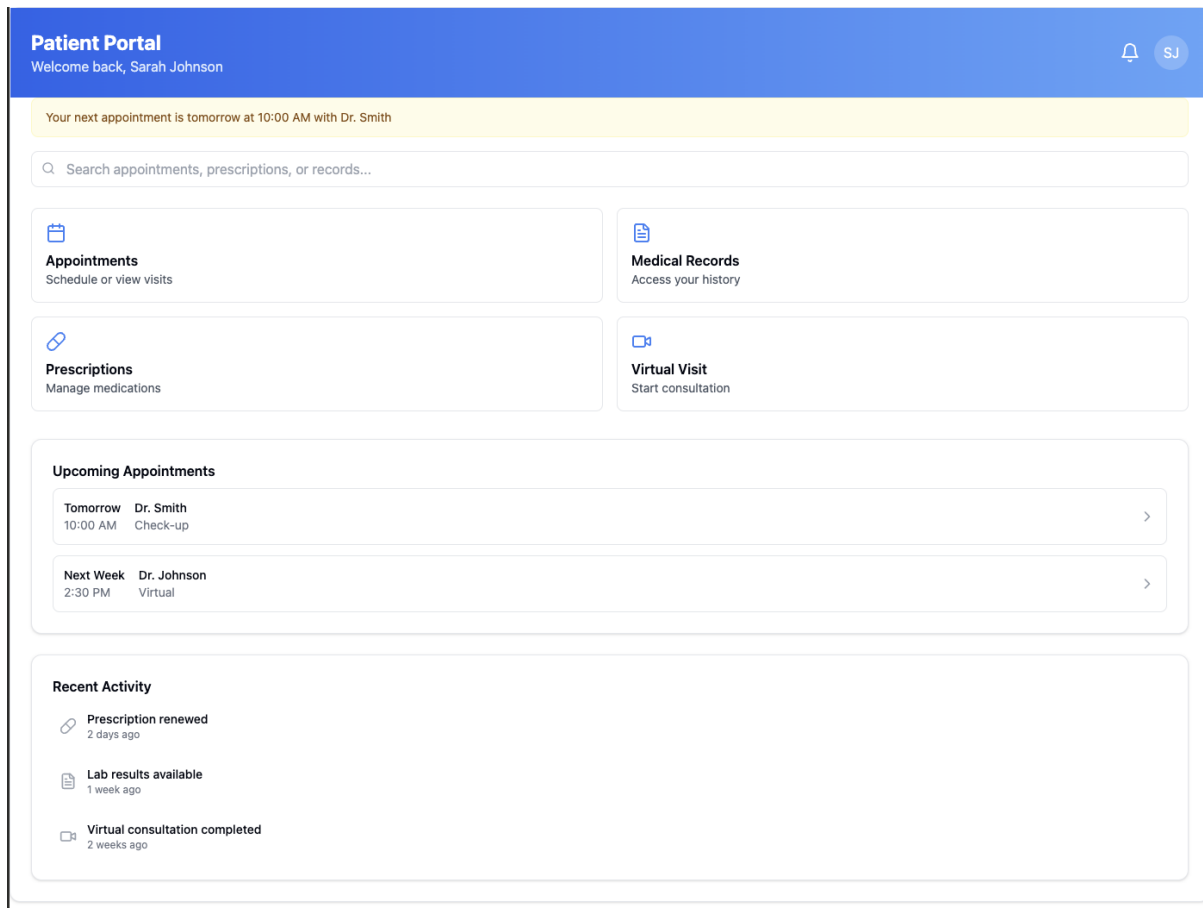 Patient Portal
Welcome back, Sarah Johnson
SJ
Your next appointment is tomorrow at 10:00 AM with Dr. Smith
Search appointments, prescriptions, or records...
Appointments
Schedule or view visits
Medical Records
Access your history
Prescriptions
Manage medications
Virtual Visit
Start consultation
Upcoming Appointments
Tomorrow Dr. Smith
10:00 AM Check-up
Next Week Dr. Johnson
2:30 PM Virtual
Recent Activity
Prescription renewed
2 days ago
Lab results available
1 week ago
Virtual consultation completed
2 weeks ago